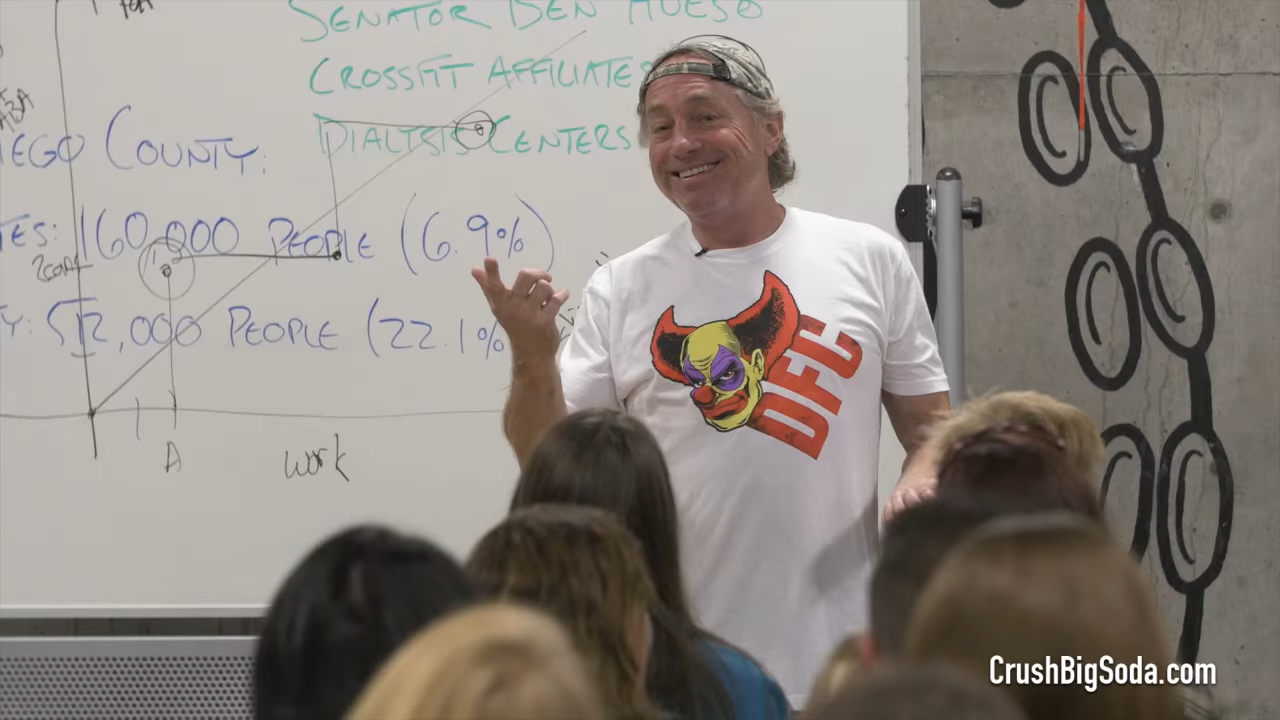 SENATOR BEN HUESO
CROSSFIT AFFILIATES
DIALYSIS CENTERS
IEGO COUNTY:
TES: 160,000 PEOPLE (6.9%)
Y: 512,000 PEOPLE (22.1%
A
work
DFC
CrushBigSoda.com